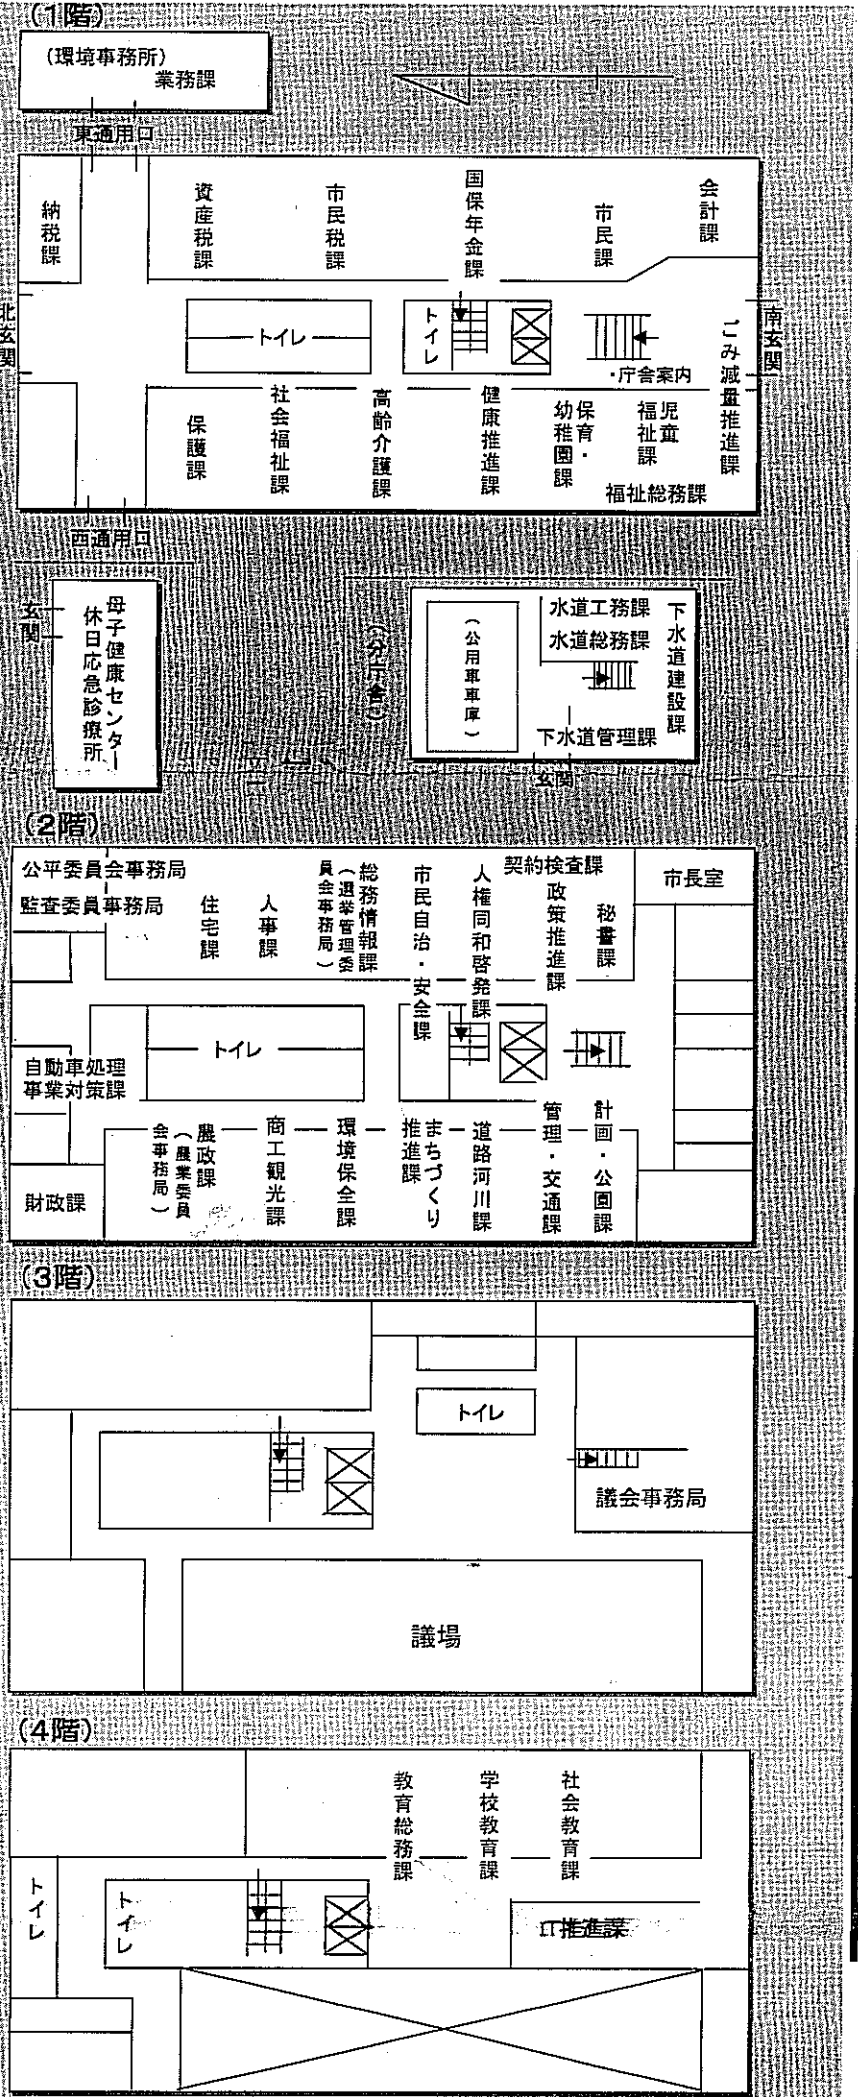 (1階)
(環境事務所)
業務課
東通用口
納税課
資産税課
市民税課
国保年金課
市民課
会計課
北玄関
トイレ
トイレ
・庁舎案内
南玄関
ごみ減量推進課
保護課
社会福祉課
高齢介護課
健康推進課
保育・
幼稚園課
児童
福祉課
福祉総務課
西通用口
玄関
母子健康センター
休日応急診療所
(分庁舎)
(公用車車庫)
水道工務課
水道総務課
下水道建設課
下水道管理課
玄関
(2階)
公平委員会事務局
監査委員事務局
住宅課
人事課
総務情報課
(選挙管理委
員会事務局)
市民自治・安全課
人権同和啓発課
契約検査課
政策推進課
秘書課
市長室
トイレ
自動車処理
事業対策課
財政課
農政課
(農業委員
会事務局)
商工観光課
環境保全課
まちづくり
推進課
道路河川課
管理・交通課
計画・公園課
(3階)
トイレ
議会事務局
議場
(4階)
教育総務課
学校教育課
社会教育課
トイレ
トイレ
IT推進課